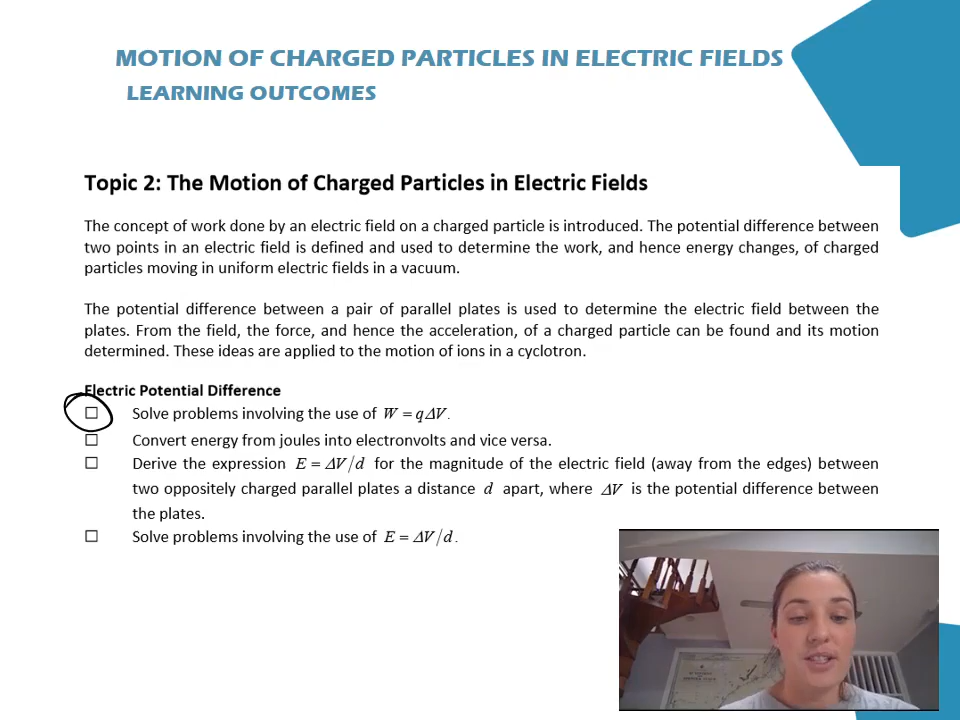 MOTION OF CHARGED PARTICLES IN ELECTRIC FIELDS
LEARNING OUTCOMES
Topic 2: The Motion of Charged Particles in Electric Fields
The concept of work done by an electric field on a charged particle is introduced. The potential difference between
two points in an electric field is defined and used to determine the work, and hence energy changes, of charged
particles moving in uniform electric fields in a vacuum.
The potential difference between a pair of parallel plates is used to determine the electric field between the
plates. From the field, the force, and hence the acceleration, of a charged particle can be found and its motion
determined. These ideas are applied to the motion of ions in a cyclotron.
Electric Potential Difference
☐ Solve problems involving the use of W = qΔV.
☐ Convert energy from joules into electronvolts and vice versa.
☐ Derive the expression E = ΔV/d for the magnitude of the electric field (away from the edges) between
two oppositely charged parallel plates a distance d apart, where ΔV is the potential difference between
the plates.
☐ Solve problems involving the use of E = ΔV/d.